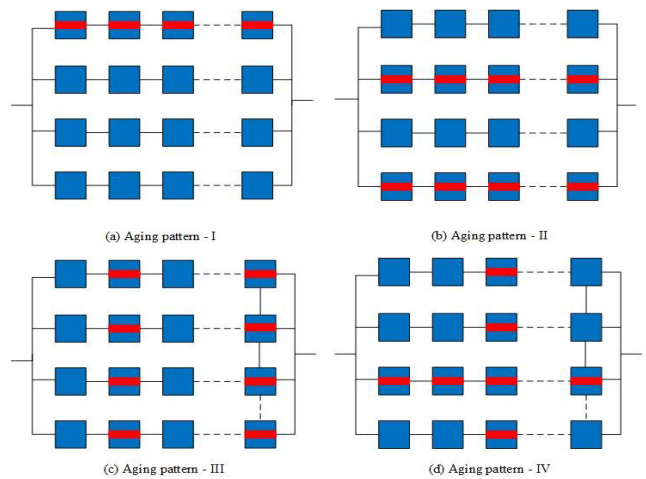 (a) Aging pattern - I
(b) Aging pattern - II
(c) Aging pattern - III
(d) Aging pattern - IV